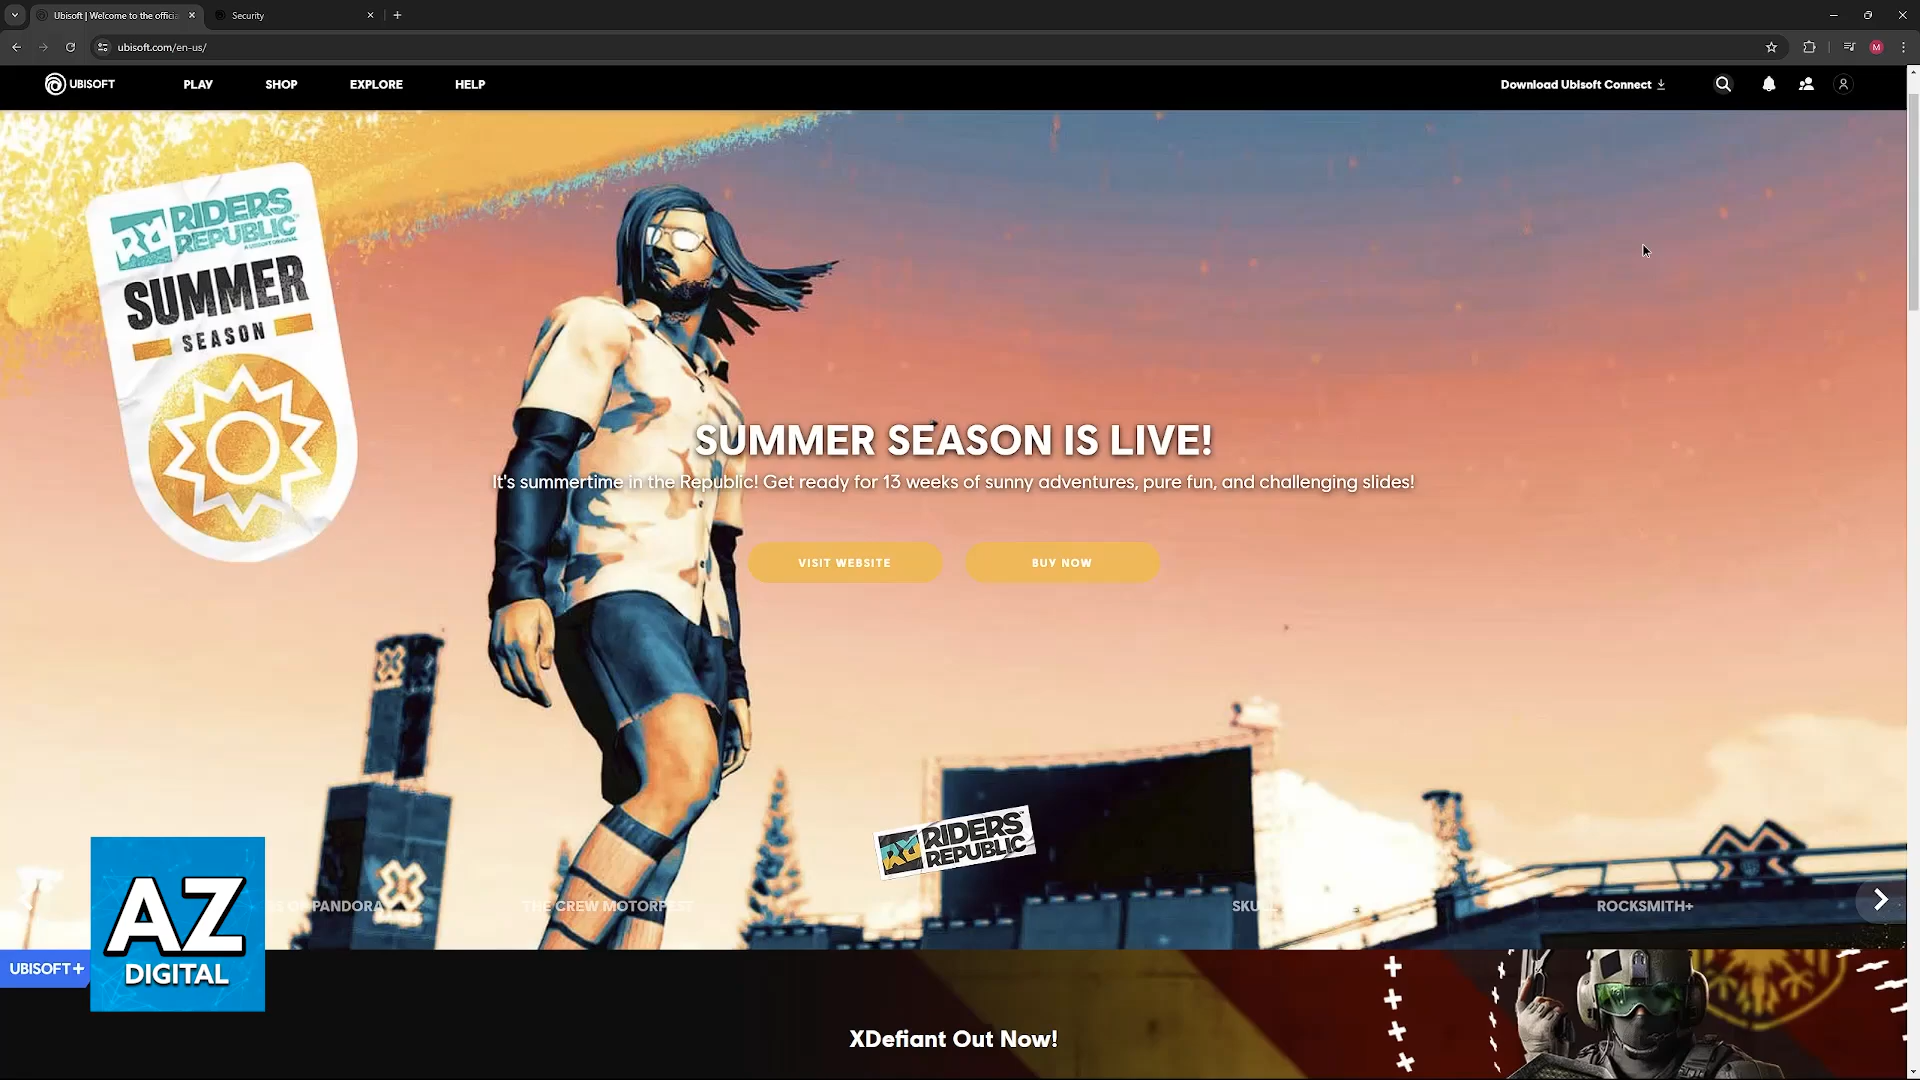 Ubisoft | Welcome to the officia
Security
ubisoft.com/en-us/
M
UBISOFT
PLAY
SHOP
EXPLORE
HELP
Download Ubisoft Connect
RIDERS
REPUBLIC
SUMMER
SEASON
SUMMER SEASON IS LIVE!
It's summertime in the Republic! Get ready for 13 weeks of sunny adventures, pure fun, and challenging slides!
VISIT WEBSITE
BUY NOW
RIDERS
REPUBLIC
PANDORA
THE CREW MOTORFEST
ROCKSMITH+
UBISOFT+
AZ
DIGITAL
XDefiant Out Now!